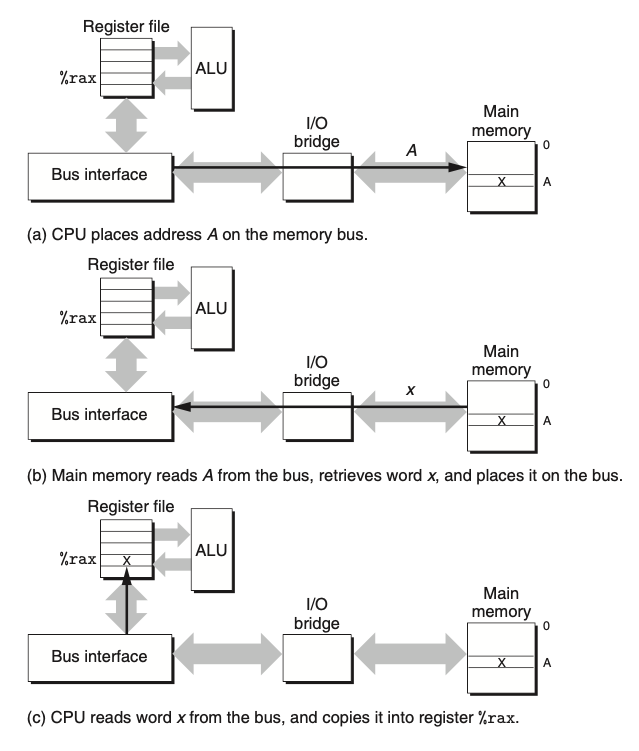 Register file
%rax
ALU
I/O
bridge
Main
memory
0
A
Bus interface
x
A
(a) CPU places address A on the memory bus.
Register file
%rax
ALU
I/O
bridge
Main
memory
0
x
Bus interface
x
A
(b) Main memory reads A from the bus, retrieves word x, and places it on the bus.
Register file
%rax
x
ALU
I/O
bridge
Main
memory
0
Bus interface
x
A
(c) CPU reads word x from the bus, and copies it into register %rax.